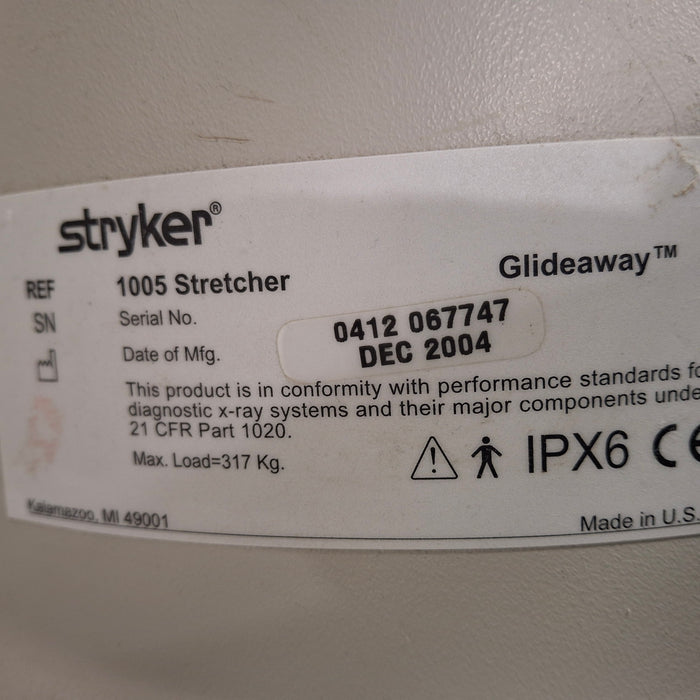 stryker®
REF 1005 Stretcher Glideaway™
SN Serial No. 0412 067747
Date of Mfg. DEC 2004
This product is in conformity with performance standards fo
diagnostic x-ray systems and their major components unde
21 CFR Part 1020.
Max. Load=317 Kg. IPX6 CE
Kalamazoo, MI 49001 Made in U.S.